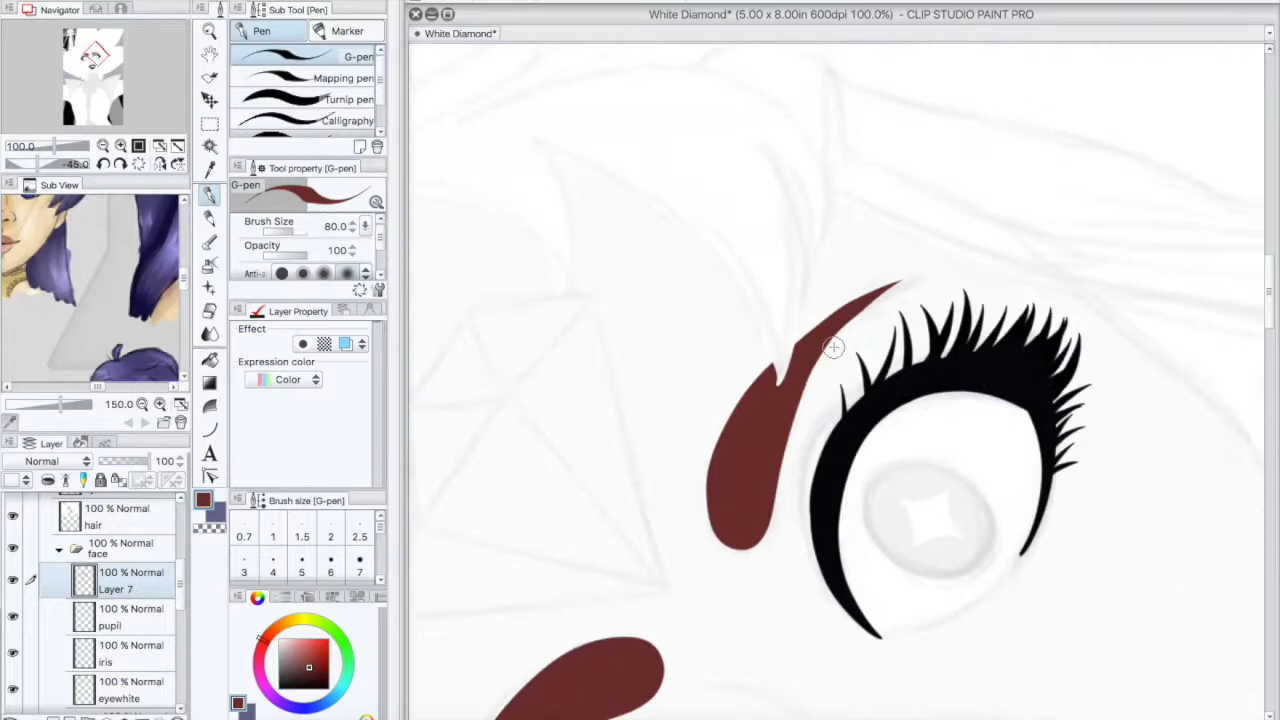 Navigator
Sub Tool [Pen]
White Diamond* (5.00 x 8.00in 600dpi 100.0%) - CLIP STUDIO PAINT PRO
White Diamond*
Pen
Marker
G-pen
Mapping pen
Turnip pen
Calligraphy
100.0
-45.0
Tool property [G-pen]
Sub View
G-pen
Brush Size
80.0
Opacity
100
Anti-a
Layer Property
Effect
Expression color
Color
150.0
Layer
Normal
100
A
Brush size [G-pen]
100 % Normal
hair
100 % Normal
face
100 % Normal
Layer 7
100 % Normal
pupil
100 % Normal
iris
100 % Normal
eyewhite
0.7 1 1.5 2 2.5
3 4 5 6 7